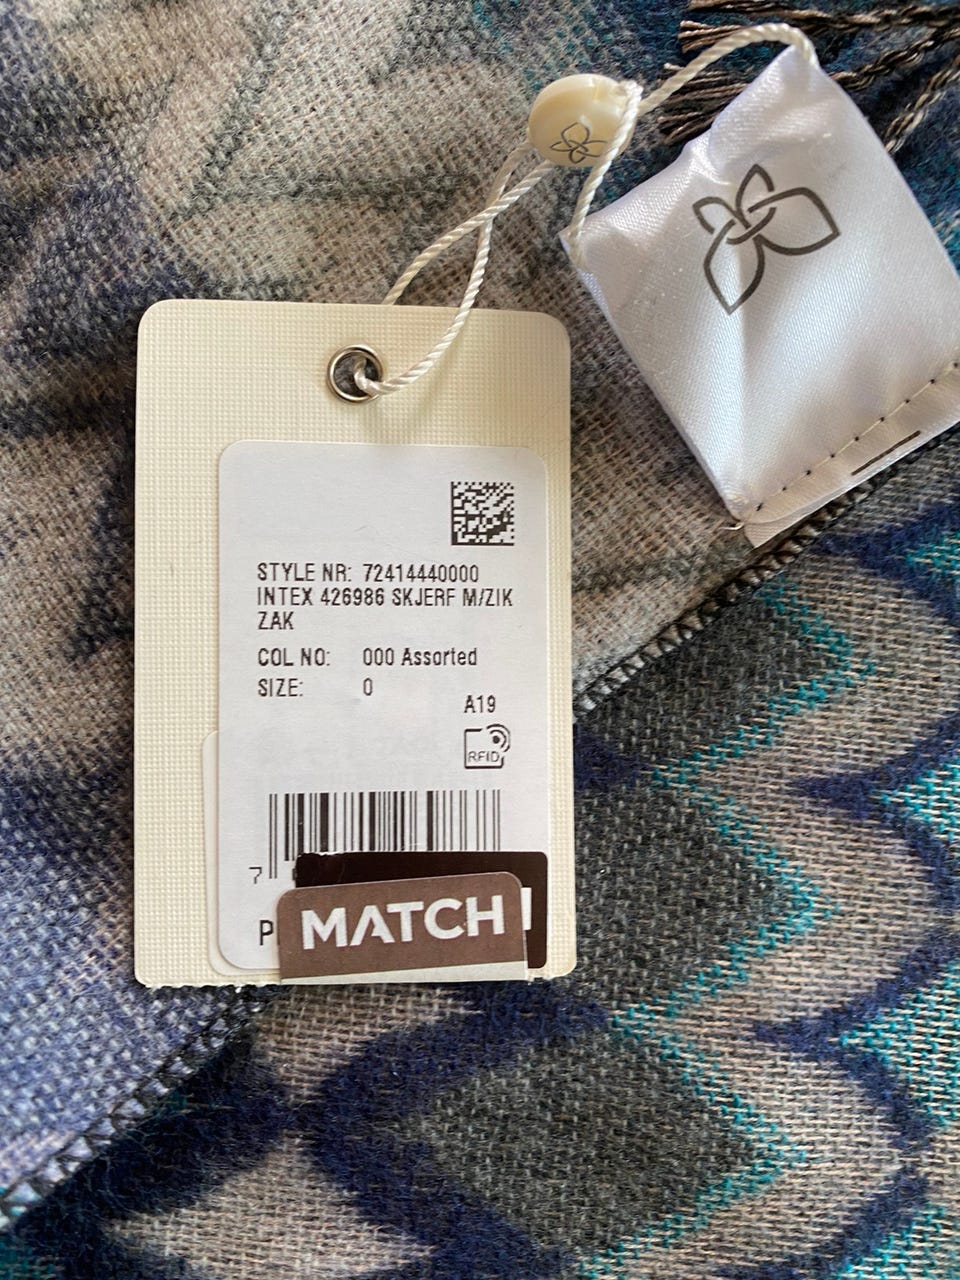 STYLE NR: 72414440000
INTEX 426986 SKJERF M/ZIK
ZAK
COL NO: 000 Assorted
SIZE: 0
A19
RFID
7
P
MATCH